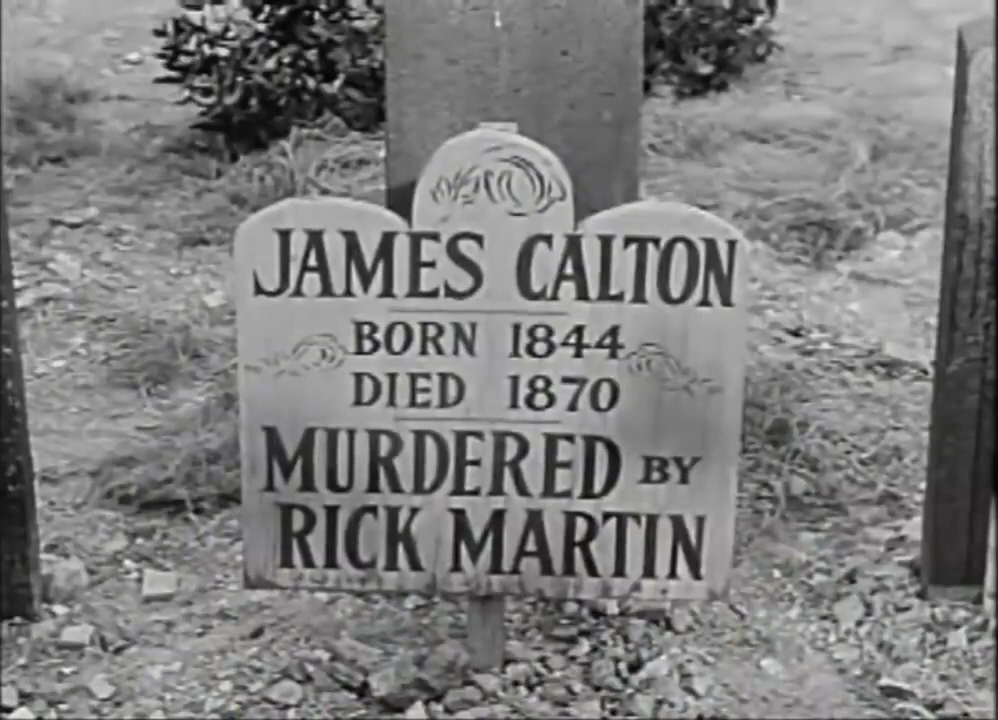 JAMES CALTON
BORN 1844
DIED 1870
MURDERED BY
RICK MARTIN